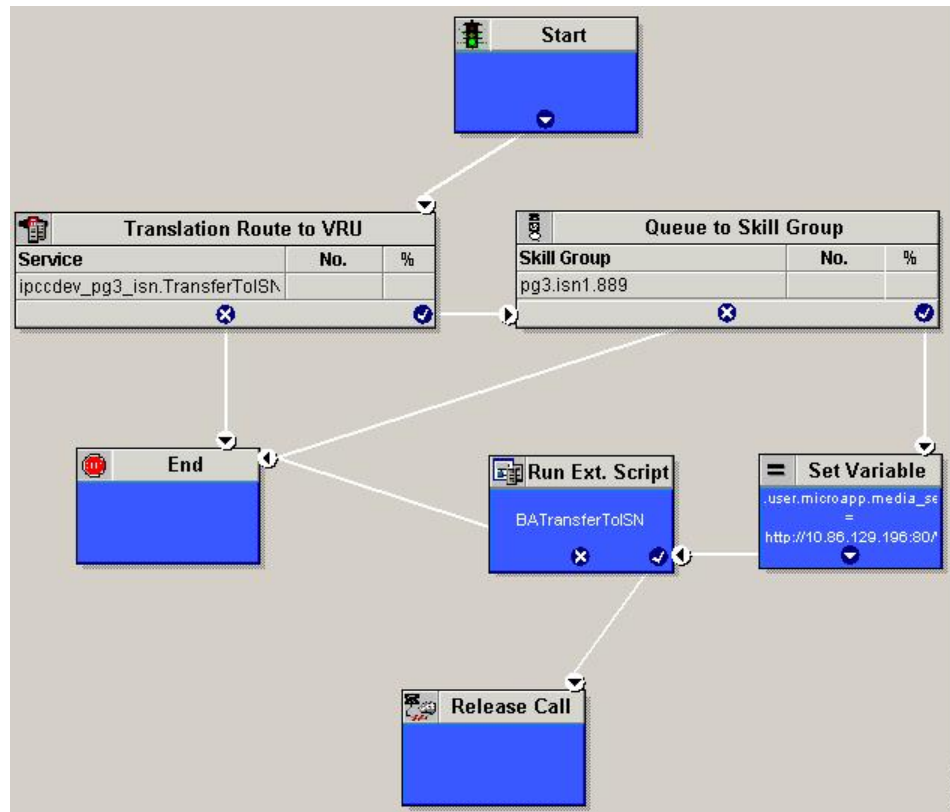 Start
Translation Route to VRU
Service No. %
ipccdev_pg3_isn.TransferToISN
Queue to Skill Group
Skill Group No. %
pg3.isn1.889
End
Run Ext. Script
BATransferToISN
Set Variable
.user.microapp.media_se
=
http://10.86.129.196:80/
Release Call